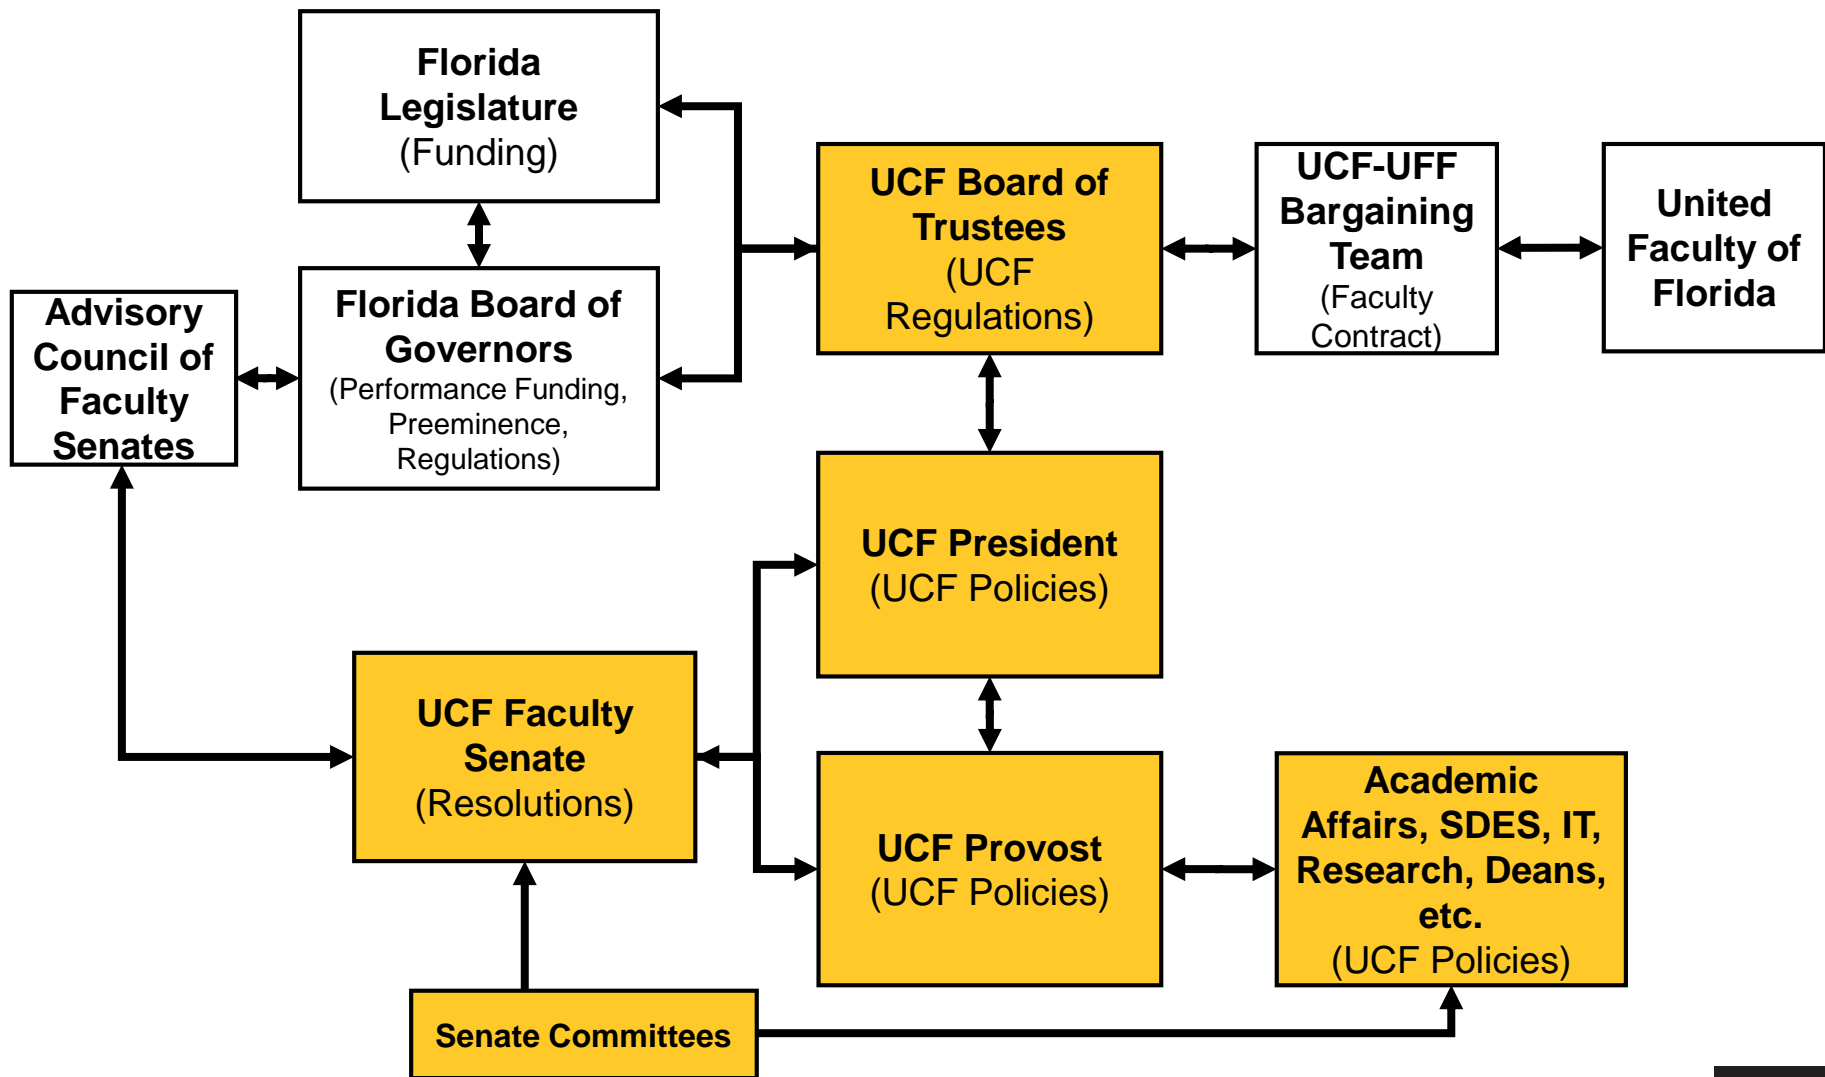 Florida
Legislature
(Funding)
UCF Board of
Trustees
(UCF
Regulations)
UCF-UFF
Bargaining
Team
(Faculty
Contract)
United
Faculty of
Florida
Advisory
Council of
Faculty
Senates
Florida Board of
Governors
(Performance Funding,
Preeminence,
Regulations)
UCF President
(UCF Policies)
UCF Faculty
Senate
(Resolutions)
UCF Provost
(UCF Policies)
Academic
Affairs, SDES, IT,
Research, Deans,
etc.
(UCF Policies)
Senate Committees